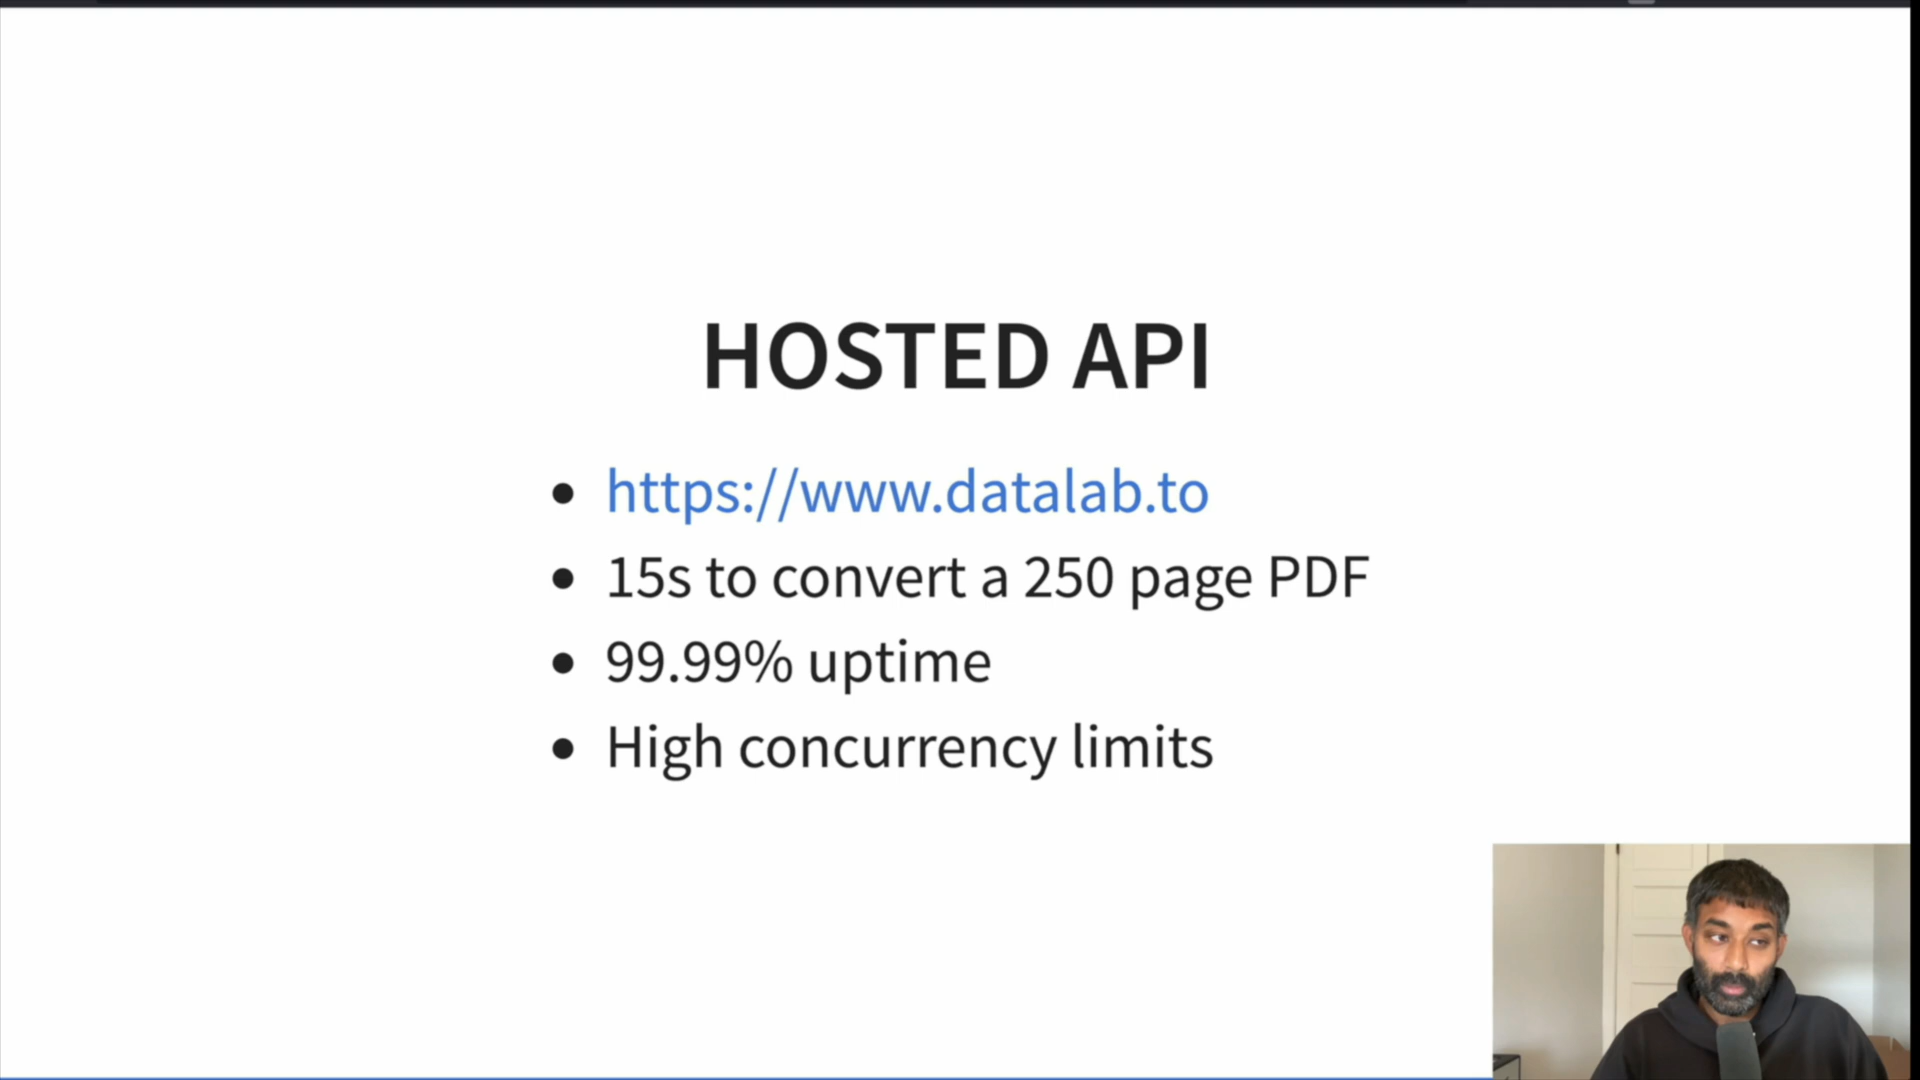 HOSTED API
https://www.datalab.to
15s to convert a 250 page PDF
99.99% uptime
High concurrency limits